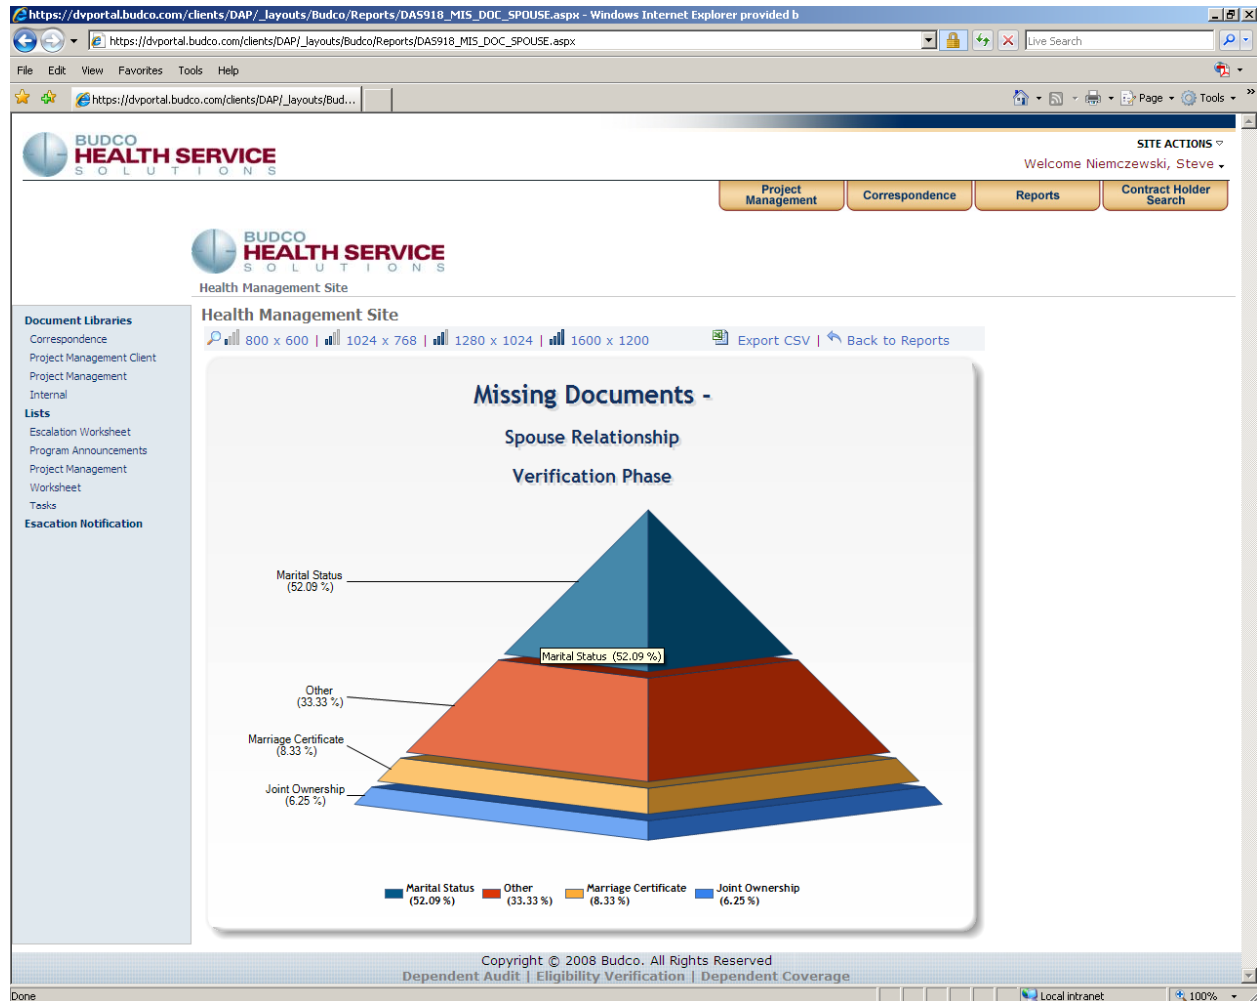 https://dvportal.budco.com/clients/DAP/_layouts/Budco/Reports/DAS918_MIS_DOC_SPOUSE.aspx - Windows Internet Explorer provided b
https://dvportal.budco.com/clients/DAP/_layouts/Budco/Reports/DAS918_MIS_DOC_SPOUSE.aspx
Live Search
File Edit View Favorites Tools Help
https://dvportal.budco.com/clients/DAP/_layouts/Bud...
Page Tools
BUDCO
HEALTH SERVICE
SOLUTIONS
SITE ACTIONS
Welcome Niemczewski, Steve
Project Management
Correspondence
Reports
Contract Holder Search
BUDCO
HEALTH SERVICE
SOLUTIONS
Health Management Site
Document Libraries
Correspondence
Project Management Client
Project Management
Internal
Lists
Escalation Worksheet
Program Announcements
Project Management
Worksheet
Tasks
Esacation Notification
Health Management Site
800 x 600 | 1024 x 768 | 1280 x 1024 | 1600 x 1200 Export CSV | Back to Reports
Missing Documents -
Spouse Relationship
Verification Phase
Marital Status
(52.09 %)
Marital Status (52.09 %)
Other
(33.33 %)
Marriage Certificate
(8.33 %)
Joint Ownership
(6.25 %)
Marital Status (52.09 %)
Other (33.33 %)
Marriage Certificate (8.33 %)
Joint Ownership (6.25 %)
Copyright © 2008 Budco. All Rights Reserved
Dependent Audit | Eligibility Verification | Dependent Coverage
Done
Local intranet
100%